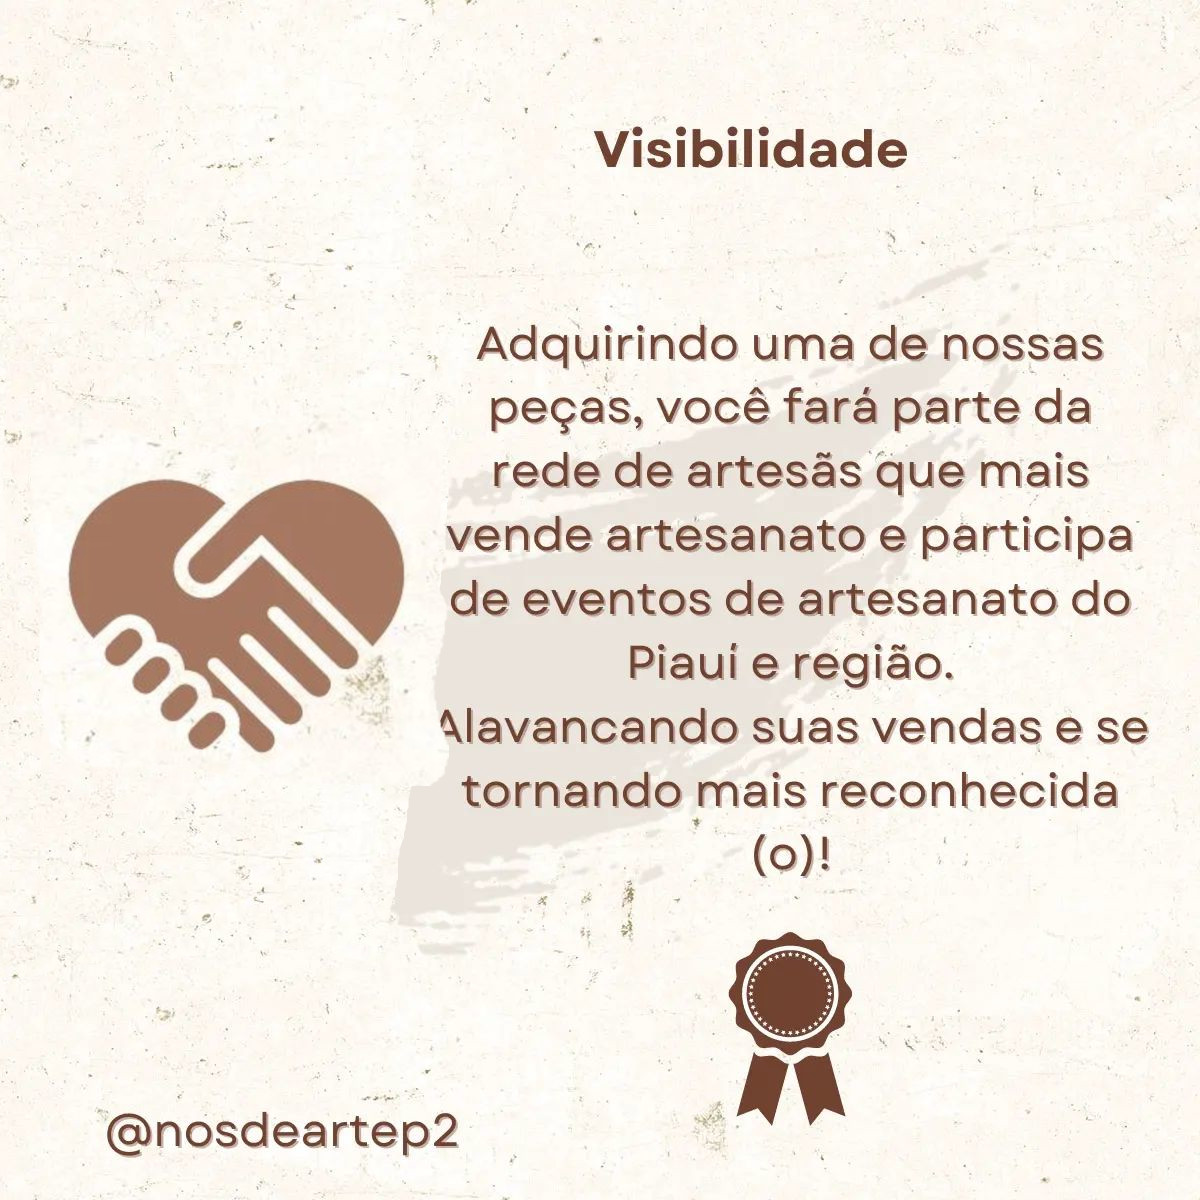 Visibilidade
Adquirindo uma de nossas
peças, você fará parte da
rede de artesãs que mais
vende artesanato e participa
de eventos de artesanato do
Piauí e região.
Alavancando suas vendas e se
tornando mais reconhecida
(o)!
@nosdeartep2